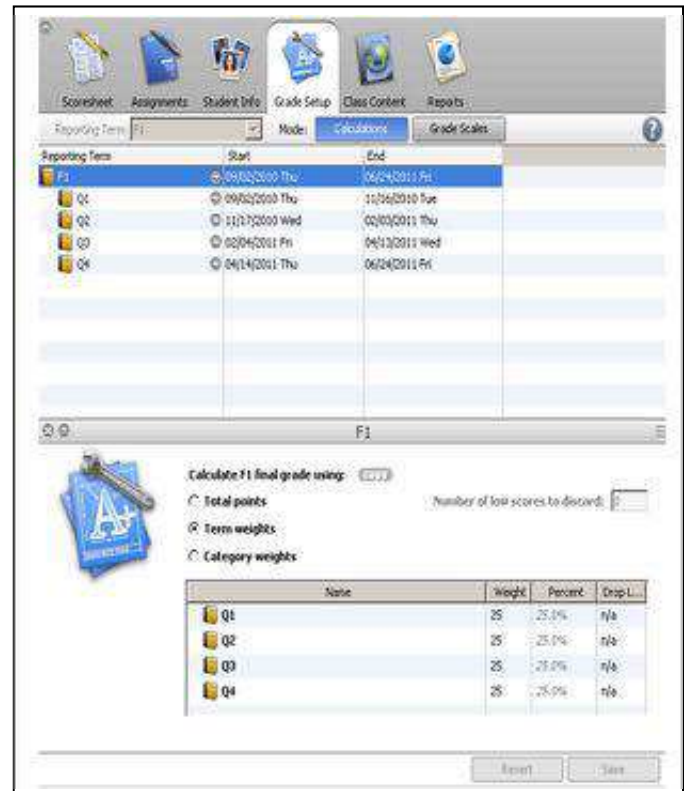 Scoresheet Assignments Student Info Grade Setup Class Content Reports
Reporting Term: F1 Mode: Calculations Grade Scales
Reporting Term Start End
F1 09/02/2010 Thu 06/24/2011 Fri
Q1 09/02/2010 Thu 11/16/2010 Tue
Q2 11/17/2010 Wed 02/03/2011 Thu
Q3 02/04/2011 Fri 04/13/2011 Wed
Q4 04/14/2011 Thu 06/24/2011 Fri
F1
Calculate F1 final grade using:
Total points Number of low scores to discard:
Term weights
Category weights
Name Weight Percent Drop L...
Q1 25 25.0% n/a
Q2 25 25.0% n/a
Q3 25 25.0% n/a
Q4 25 25.0% n/a
Revert Save